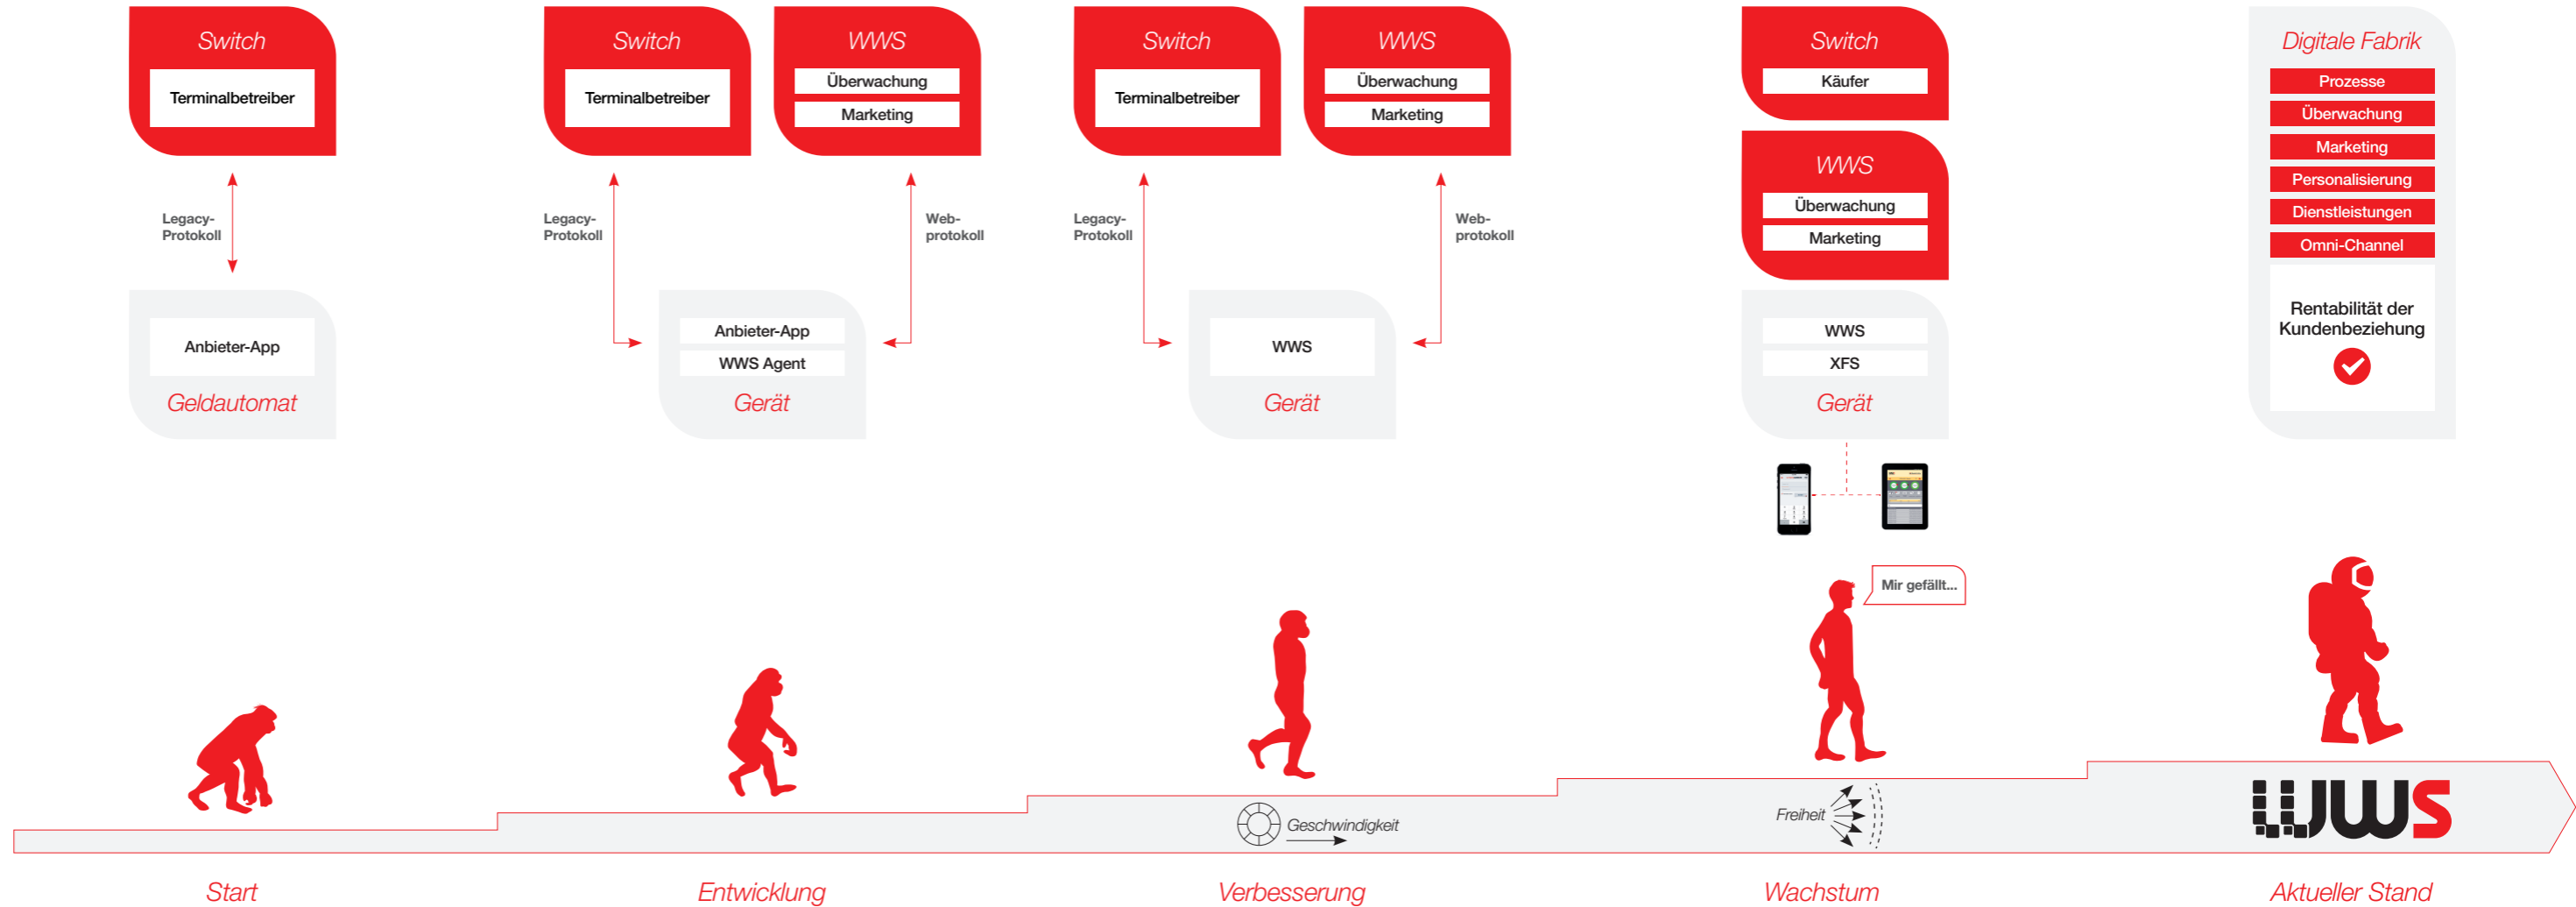 Switch
Terminalbetreiber
Legacy-
Protokoll
Anbieter-App
Geldautomat
Switch
Terminalbetreiber
WWS
Überwachung
Marketing
Legacy-
Protokoll
Web-
protokoll
Anbieter-App
WWS Agent
Gerät
Switch
Terminalbetreiber
WWS
Überwachung
Marketing
Legacy-
Protokoll
Web-
protokoll
WWS
Gerät
Switch
Käufer
WWS
Überwachung
Marketing
WWS
XFS
Gerät
Mir gefällt...
Digitale Fabrik
Prozesse
Überwachung
Marketing
Personalisierung
Dienstleistungen
Omni-Channel
Rentabilität der
Kundenbeziehung
Geschwindigkeit
Freiheit
WWS
Start
Entwicklung
Verbesserung
Wachstum
Aktueller Stand